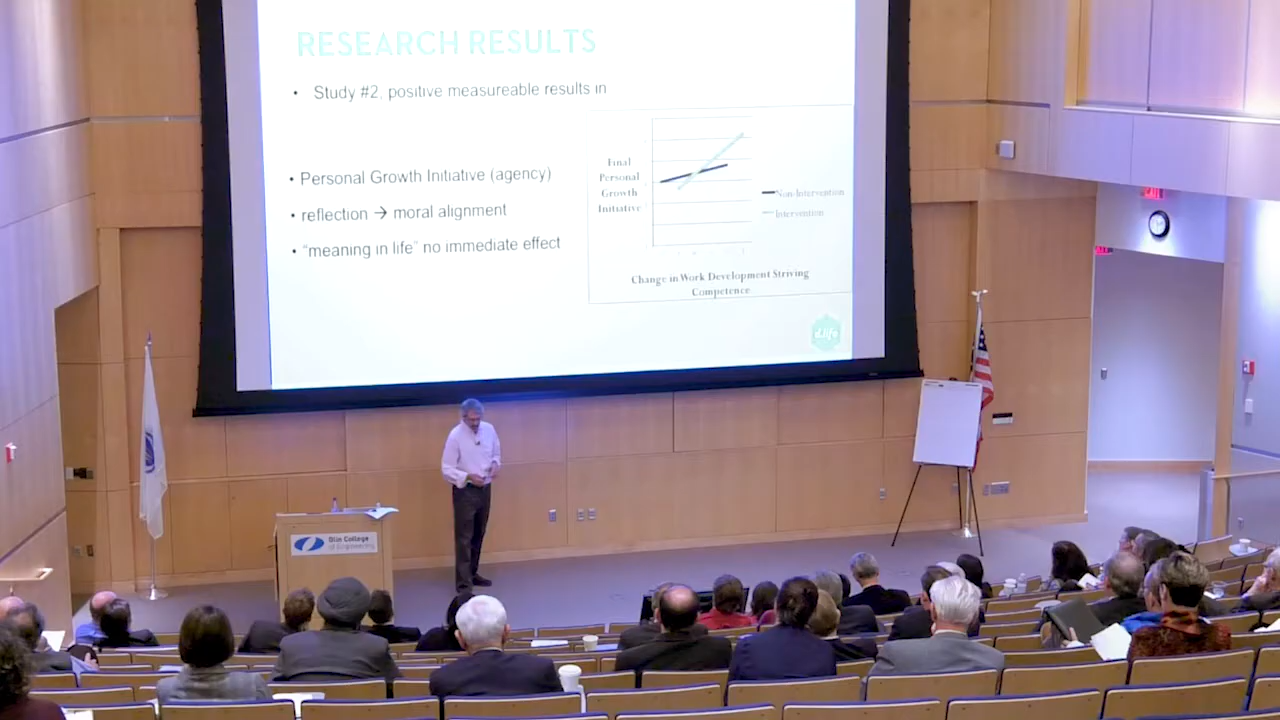 RESEARCH RESULTS
• Study #2, positive measureable results in
• Personal Growth Initiative (agency)
• reflection → moral alignment
• “meaning in life” no immediate effect
Final
Personal
Growth
Initiative
Non-Intervention
Intervention
Change in Work Development Striving
Competence
d.life
Olin College
of Engineering
EXIT